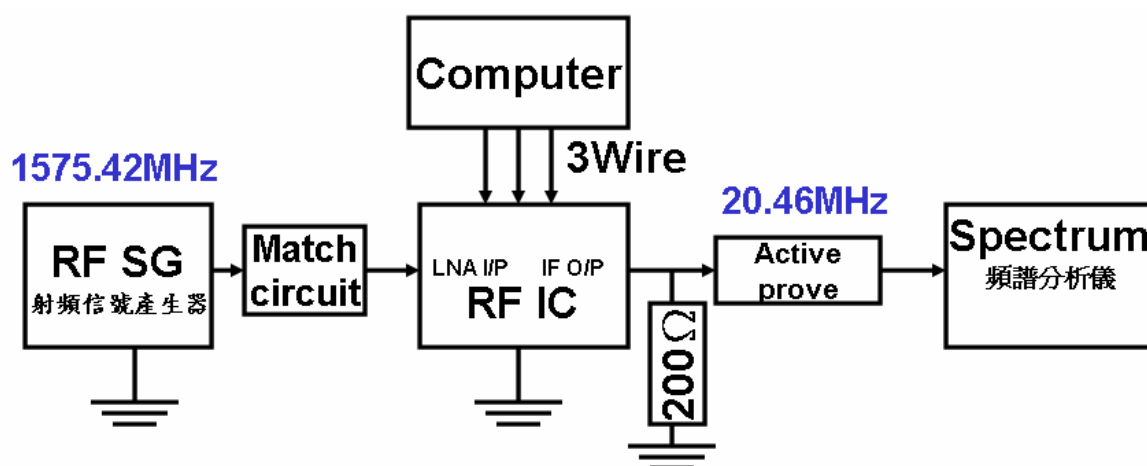 Computer
3Wire
1575.42MHz
RF SG
射頻信號產生器
Match
circuit
LNA I/P IF O/P
RF IC
200Ω
20.46MHz
Active
prove
Spectrum
頻譜分析儀